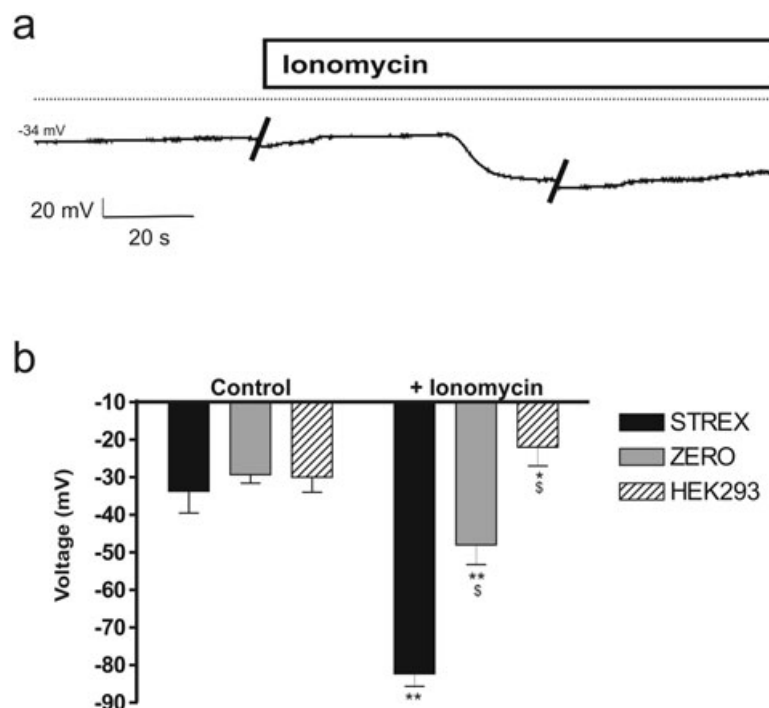 a
Ionomycin
-34 mV
20 mV
20 s
b
Control + Ionomycin
-10
-20
-30
-40
-50
-60
-70
-80
-90
Voltage (mV)
**
**
$
*
$
STREX
ZERO
HEK293